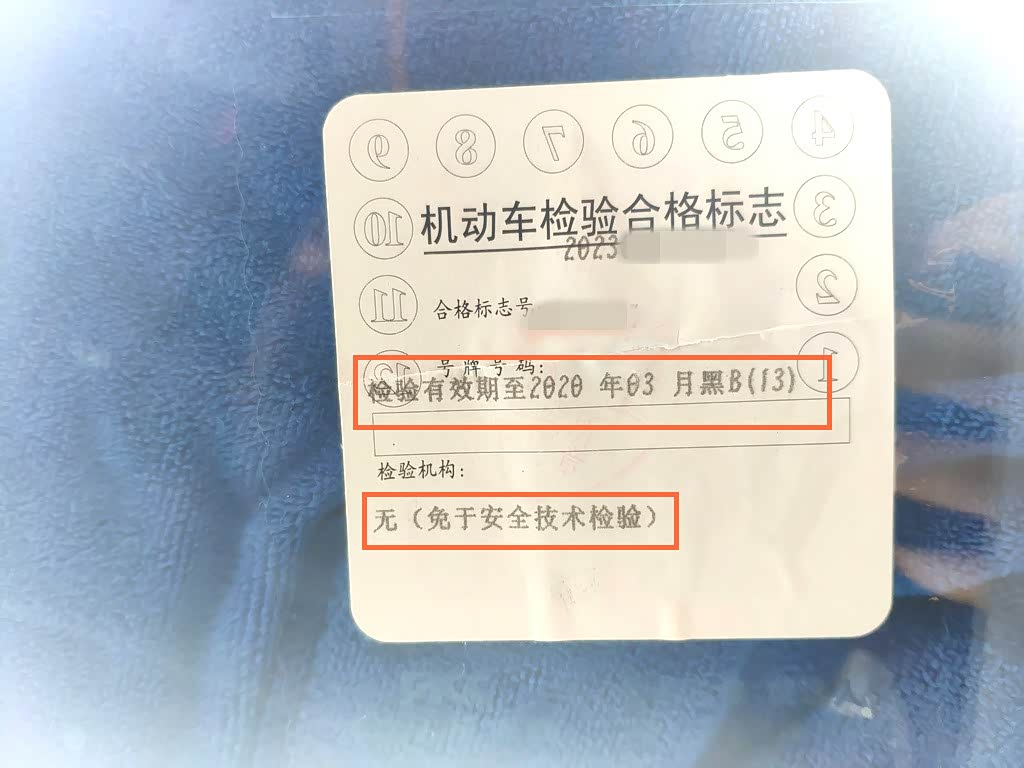 9 8 7 6 5 4
10 3
机动车检验合格标志
2023
11 2
合格标志号
12 1
号牌号码:
检验有效期至2020 年03 月黑B(13)
检验机构:
无（免于安全技术检验）